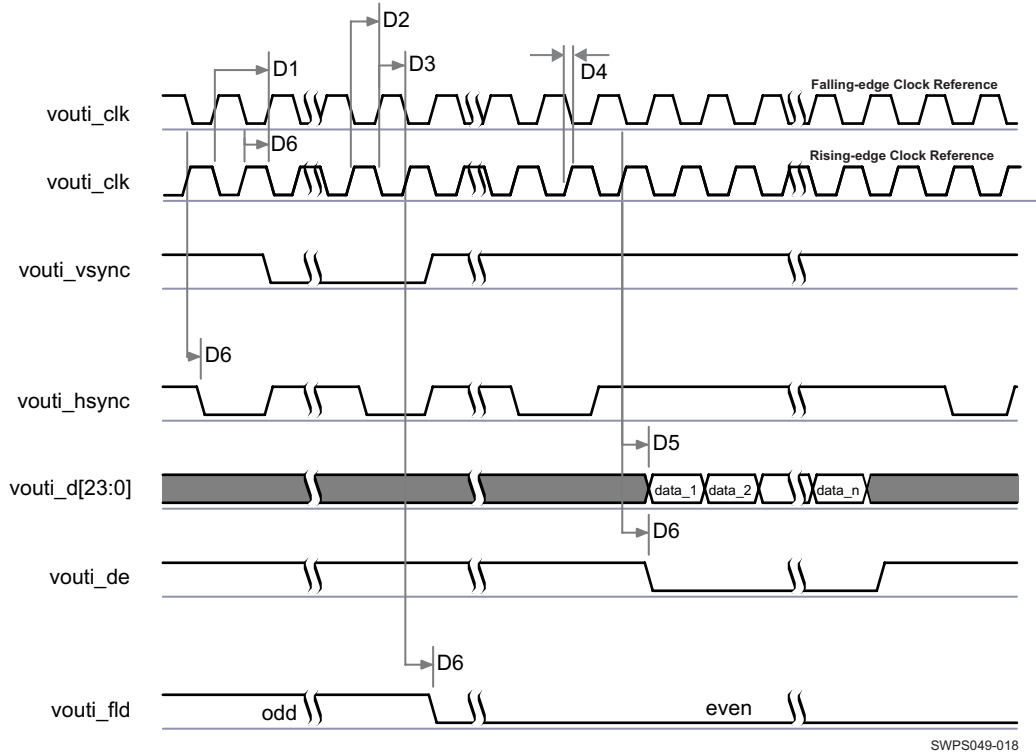 D2
D1
D3
D4
Falling-edge Clock Reference
vouti_clk
D6
Rising-edge Clock Reference
vouti_clk
vouti_vsync
D6
vouti_hsync
D5
vouti_d[23:0]
data_1 data_2 data_n
D6
vouti_de
D6
vouti_fld
odd
even
SWPS049-018